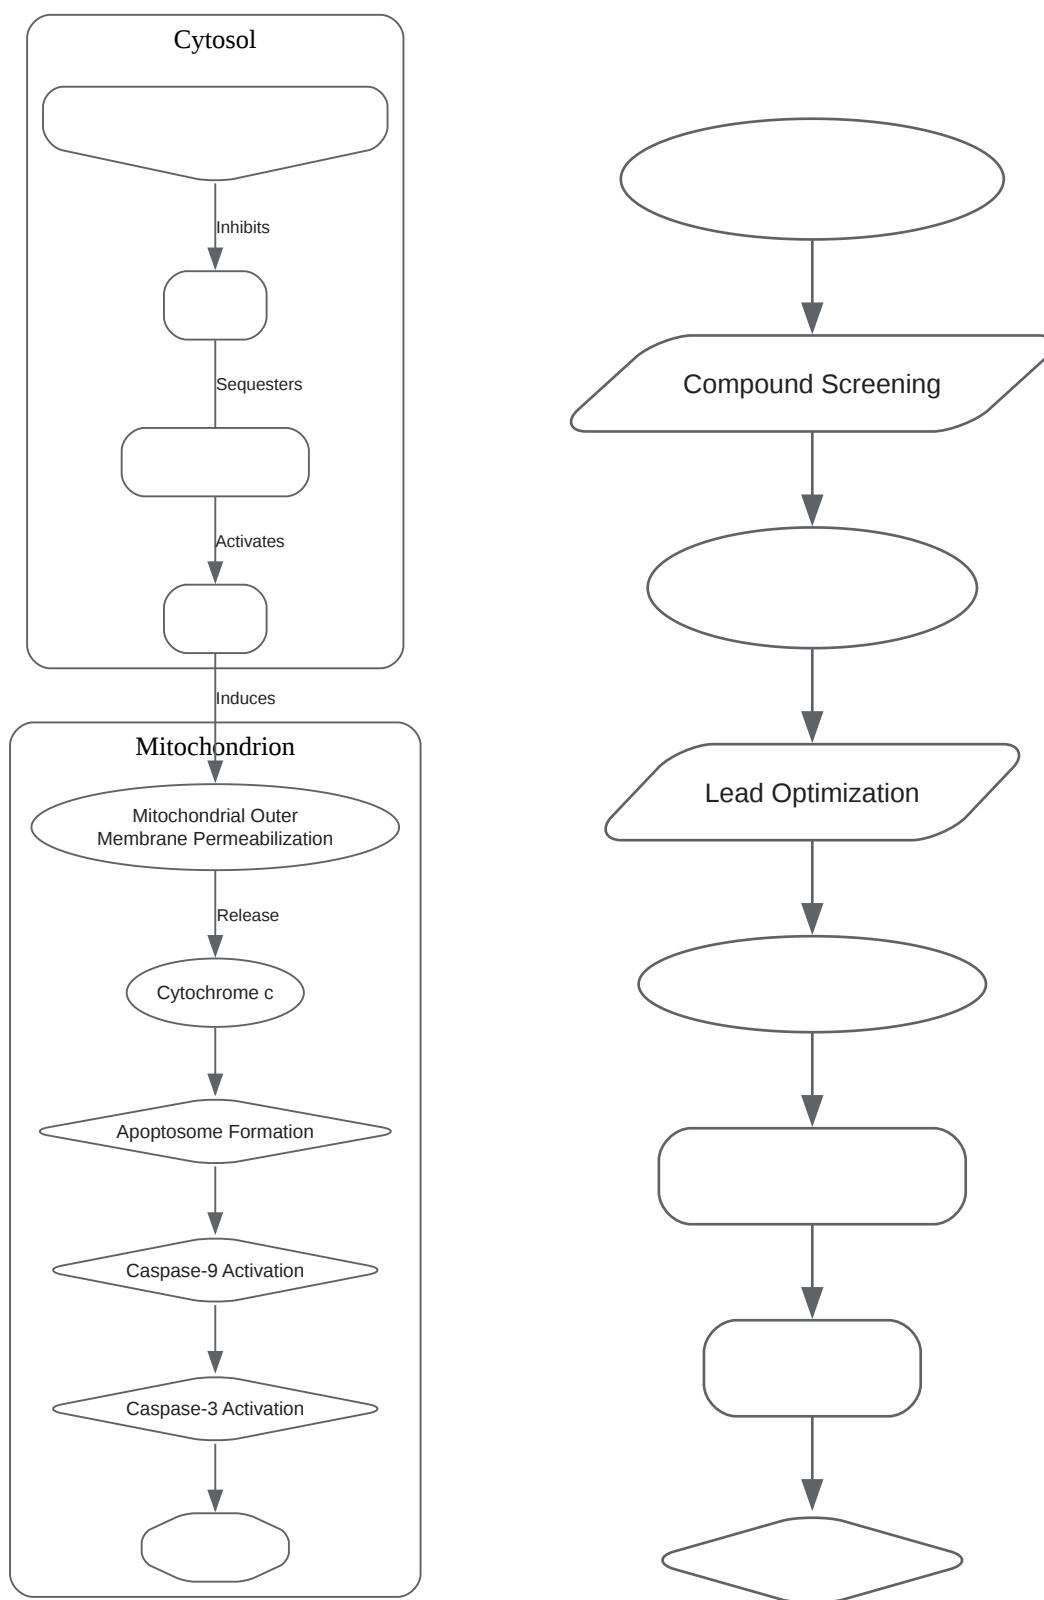 Cytosol
Inhibits
Sequesters
Activates
Induces
Mitochondrion
Mitochondrial Outer
Membrane Permeabilization
Release
Cytochrome c
Apoptosome Formation
Caspase-9 Activation
Caspase-3 Activation
Compound Screening
Lead Optimization